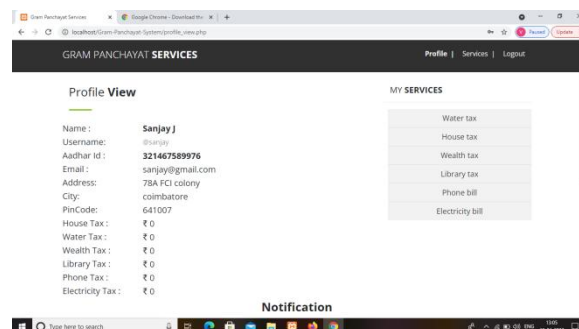 Gram Panchayat Services
Google Chrome - Download the
localhost/Gram-Panchayat-System/profile_view.php
Paused
Update
GRAM PANCHAYAT SERVICES
Profile | Services | Logout
Profile View
Name : Sanjay J
Username: @sanjay
Aadhar Id : 321467589976
Email : sanjay@gmail.com
Address: 78A FCI colony
City: coimbatore
PinCode: 641007
House Tax : ₹ 0
Water Tax : ₹ 0
Wealth Tax : ₹ 0
Library Tax : ₹ 0
Phone Tax : ₹ 0
Electricity Tax : ₹ 0
MY SERVICES
Water tax
House tax
Wealth tax
Library tax
Phone bill
Electricity bill
Notification
Type here to search
ENG
13:05